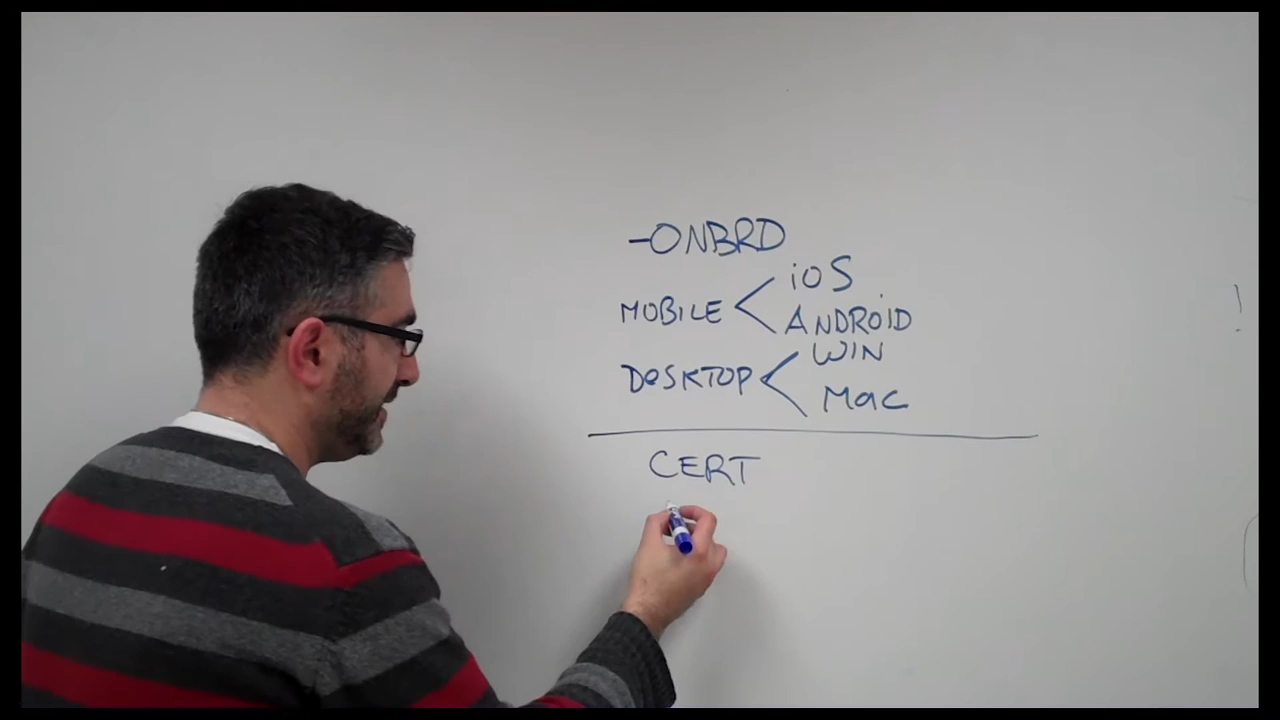 -ONBRD
MOBILE < iOS
ANDROID
DESKTOP < WIN
Mac
CERT